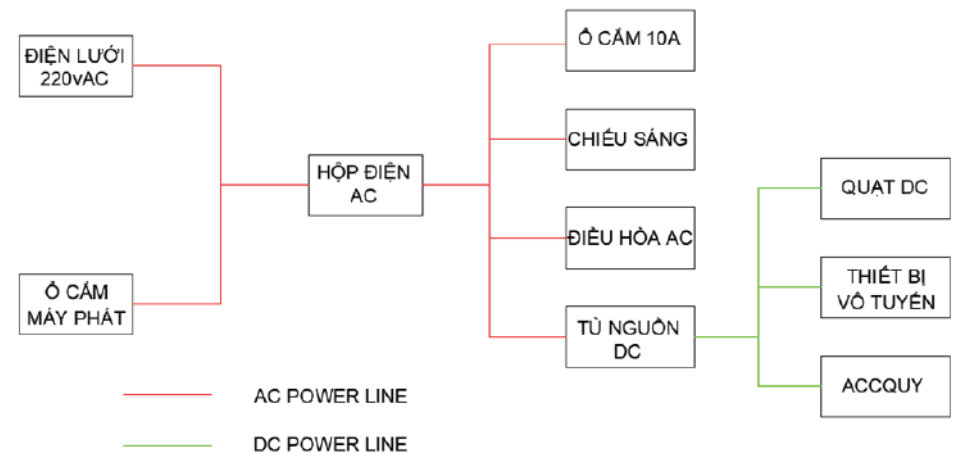 ĐIỆN LƯỚI
220vAC
Ổ CẮM
MÁY PHÁT
HỘP ĐIỆN
AC
Ổ CẮM 10A
CHIẾU SÁNG
ĐIỀU HÒA AC
TỦ NGUỒN
DC
QUẠT DC
THIẾT BỊ
VÔ TUYẾN
ACCQUY
AC POWER LINE
DC POWER LINE